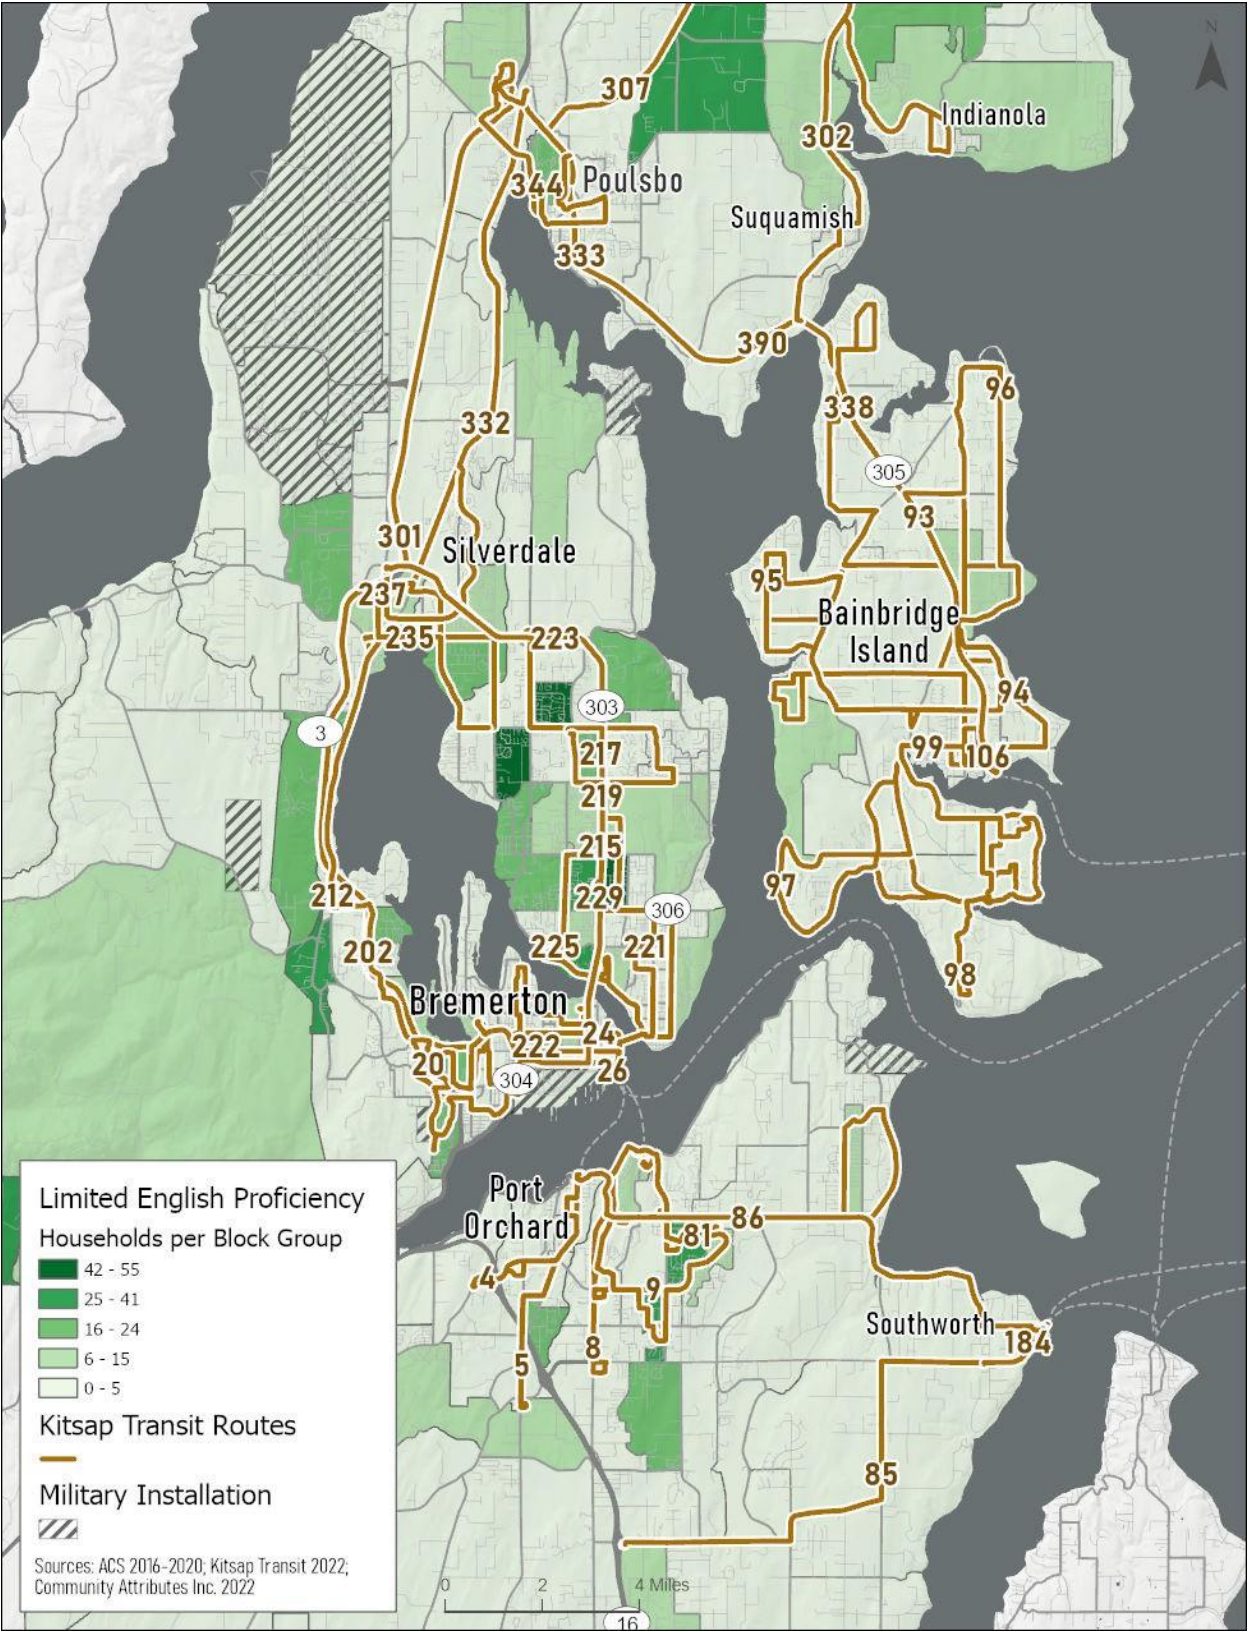 N
307
Indianola
302
344
Poulsbo
Suquamish
333
390
96
338
332
305
93
301
Silverdale
95
237
Bainbridge
Island
235
223
94
303
3
217
99
106
219
215
97
212
229
306
202
225
221
98
Bremerton
24
222
20
26
304
Port
Orchard
86
81
4
9
Southworth
184
8
5
85
16
Limited English Proficiency
Households per Block Group
42 - 55
25 - 41
16 - 24
6 - 15
0 - 5
Kitsap Transit Routes
Military Installation
Sources: ACS 2016-2020; Kitsap Transit 2022;
Community Attributes Inc. 2022
0 2 4 Miles